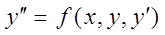 y″ = f(x, y, y′)